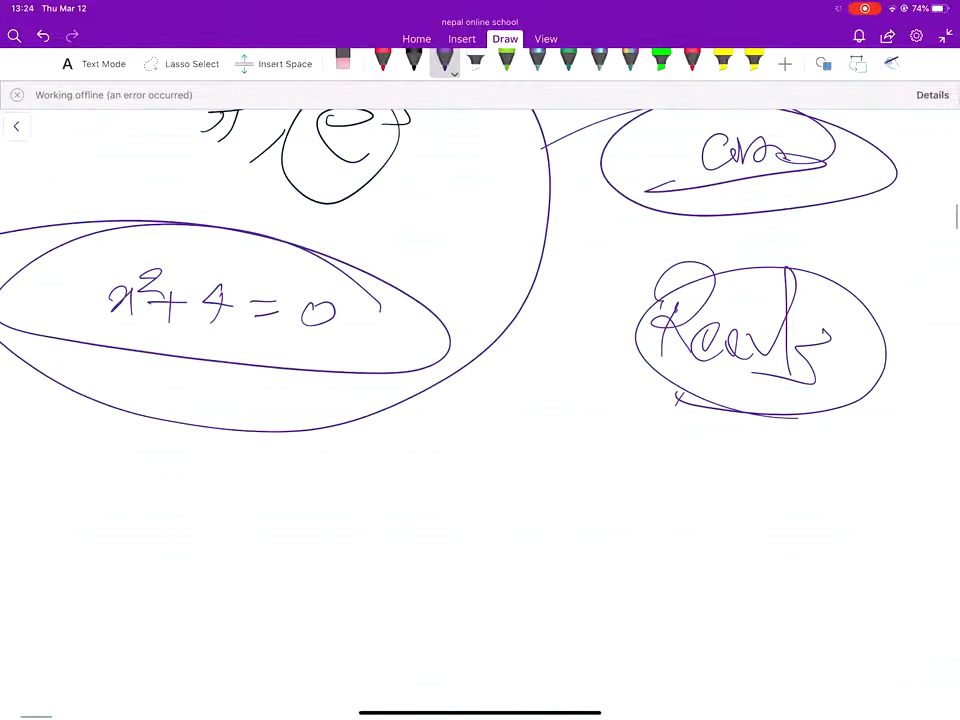 13:24 Thu Mar 12
74%
nepal online school
Home Insert Draw View
A Text Mode Lasso Select Insert Space
Working offline (an error occurred) Details
π, e
x²+ 4 = 0